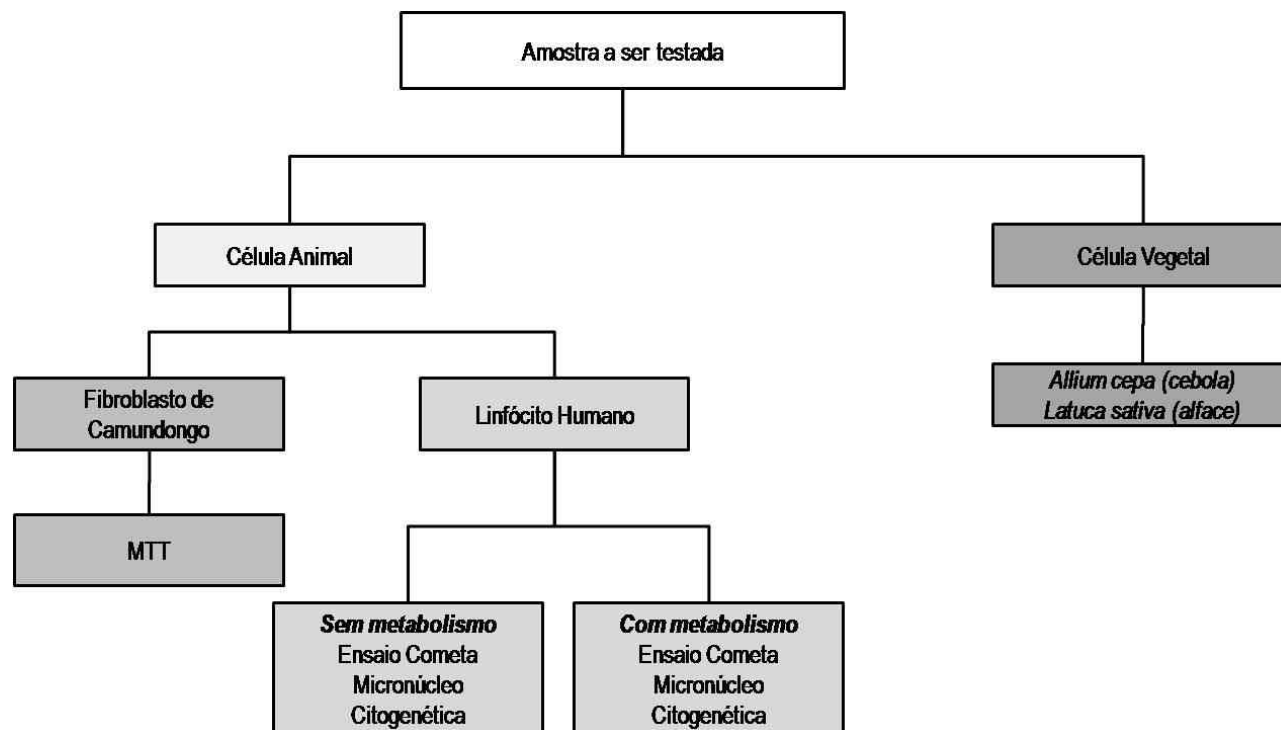 Amostra a ser testada
Célula Animal
Célula Vegetal
Fibroblasto de
Camundongo
Linfócito Humano
Allium cepa (cebola)
Latuca sativa (alface)
MTT
Sem metabolismo
Ensaio Cometa
Micronúcleo
Citogenética
Com metabolismo
Ensaio Cometa
Micronúcleo
Citogenética